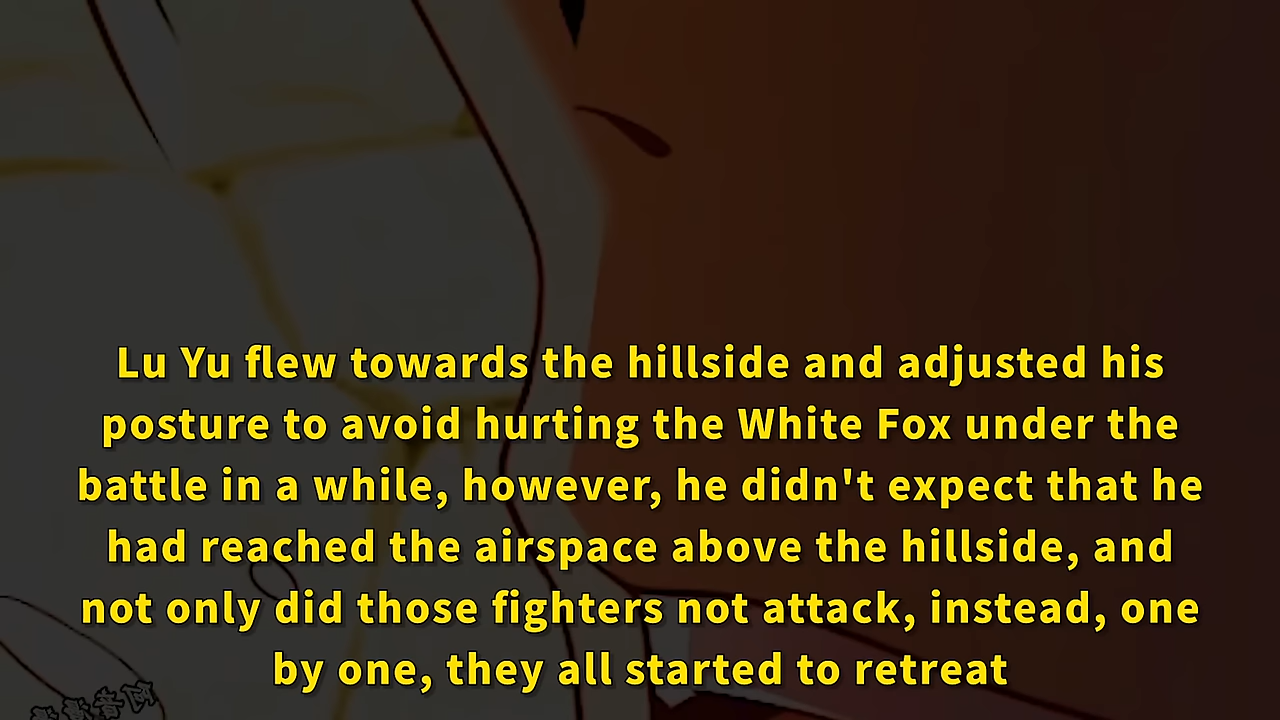 Lu Yu flew towards the hillside and adjusted his
posture to avoid hurting the White Fox under the
battle in a while, however, he didn't expect that he
had reached the airspace above the hillside, and
not only did those fighters not attack, instead, one
by one, they all started to retreat